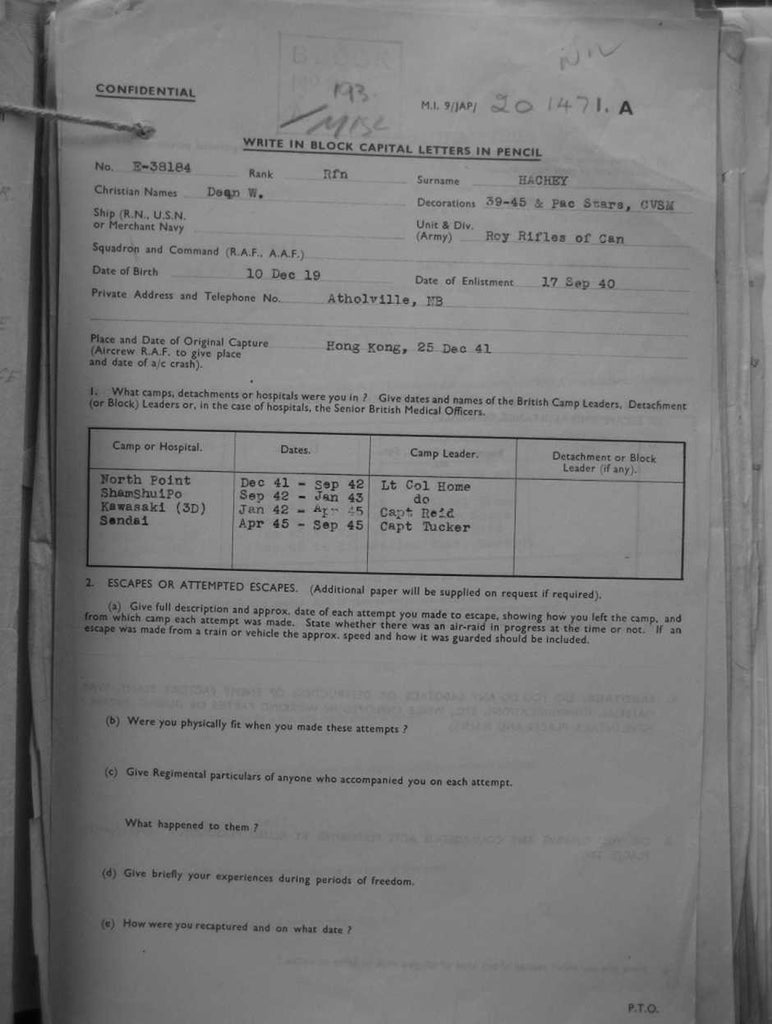 BLOCK
NIL
CONFIDENTIAL
193
MISC
M.I. 9/JAP/ 201471. A
WRITE IN BLOCK CAPITAL LETTERS IN PENCIL
No. E-38184 Rank Rfn Surname HACHEY
Christian Names Dean W. Decorations 39-45 & Pac Stars, CVSM
Ship (R.N., U.S.N. or Merchant Navy Unit & Div. (Army) Roy Rifles of Can
Squadron and Command (R.A.F., A.A.F.)
Date of Birth 10 Dec 19 Date of Enlistment 17 Sep 40
Private Address and Telephone No. Atholville, NB
Place and Date of Original Capture Hong Kong, 25 Dec 41
(Aircrew R.A.F. to give place
and date of a/c crash).
1. What camps, detachments or hospitals were you in ? Give dates and names of the British Camp Leaders, Detachment
(or Block) Leaders or, in the case of hospitals, the Senior British Medical Officers.
Camp or Hospital. Dates. Camp Leader. Detachment or Block Leader (if any).
North Point Dec 41 - Sep 42 Lt Col Home
ShamShuiPo Sep 42 - Jan 43 do
Kawasaki (3D) Jan 42 - Apr 45 Capt Reid
Sendai Apr 45 - Sep 45 Capt Tucker
2. ESCAPES OR ATTEMPTED ESCAPES. (Additional paper will be supplied on request if required).
(a) Give full description and approx. date of each attempt you made to escape, showing how you left the camp, and
from which camp each attempt was made. State whether there was an air-raid in progress at the time or not. If an
escape was made from a train or vehicle the approx. speed and how it was guarded should be included.
(b) Were you physically fit when you made these attempts ?
(c) Give Regimental particulars of anyone who accompanied you on each attempt.
What happened to them ?
(d) Give briefly your experiences during periods of freedom.
(e) How were you recaptured and on what date ?
P.T.O.